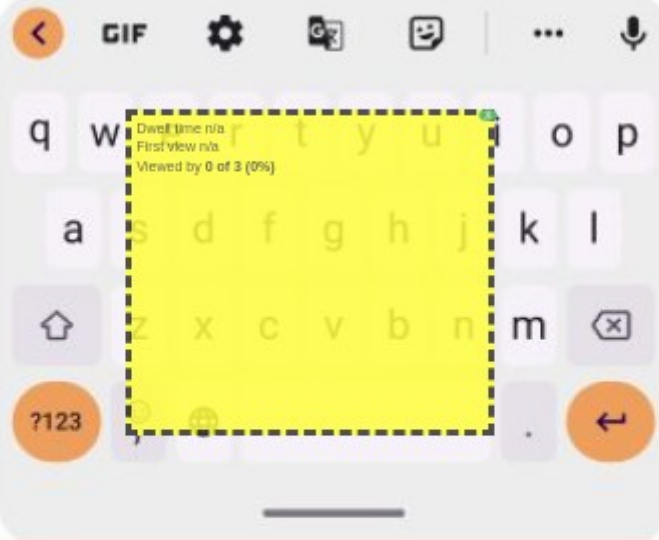 GIF
q w e r t y u i o p
Dwell time n/a
First view n/a
Viewed by 0 of 3 (0%)
a s d f g h j k l
z x c v b n m
?123 , .